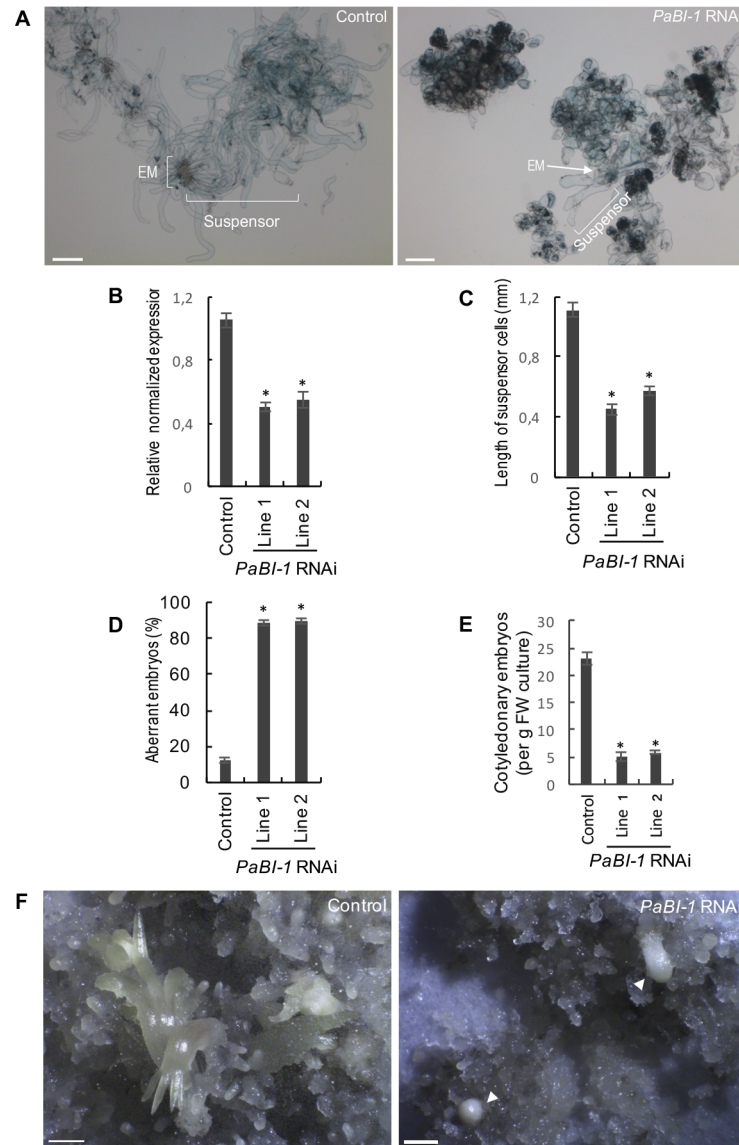 A
Control
PaBI-1 RNA
EM
Suspensor
EM
Suspensor
B
Relative normalized expression
1,2
0,8
0,4
0
*
*
Control
Line 1
Line 2
PaBI-1 RNAi
C
Length of suspensor cells (mm)
1,2
0,8
0,4
0
*
*
Control
Line 1
Line 2
PaBI-1 RNAi
D
Aberrant embryos (%)
100
80
60
40
20
0
*
*
Control
Line 1
Line 2
PaBI-1 RNAi
E
Cotyledonary embryos
(per g FW culture)
30
25
20
15
10
5
0
*
*
Control
Line 1
Line 2
PaBI-1 RNAi
F
Control
PaBI-1 RNA